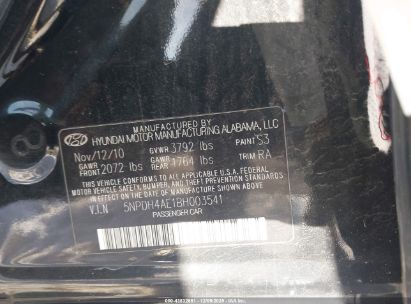 MANUFACTURED BY
HYUNDAI MOTOR MANUFACTURING ALABAMA, LLC
Nov/12/10 GVWR 3792 lbs PAINT S3
GAWR FRONT 2072 lbs GAWR REAR 1764 lbs TRIM RA
THIS VEHICLE CONFORMS TO ALL APPLICABLE FEDERAL
MOTOR VEHICLE SAFETY, BUMPER, AND THEFT PREVENTION STANDARDS
IN EFFECT ON THE DATE OF MANUFACTURE SHOWN ABOVE.
V.I.N 5NPDH4AE1BH003541
PASSENGER CAR